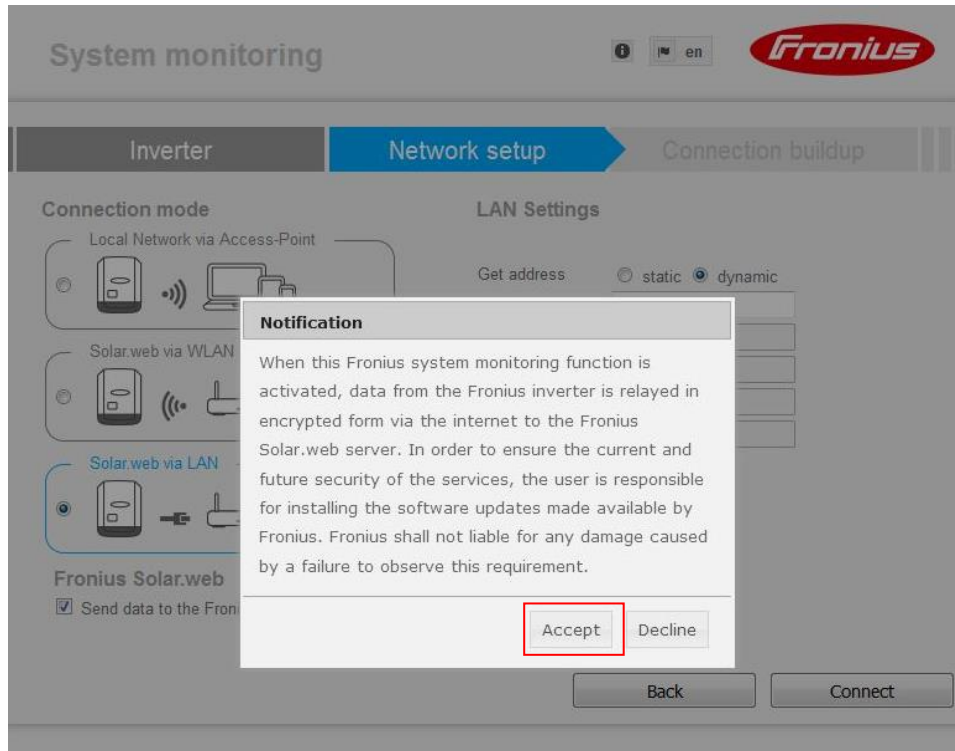 System monitoring
en
Fronius
Inverter
Network setup
Connection buildup
Connection mode
LAN Settings
Local Network via Access-Point
Get address
static
dynamic
Solar.web via WLAN
Solar.web via LAN
Notification
When this Fronius system monitoring function is
activated, data from the Fronius inverter is relayed in
encrypted form via the internet to the Fronius
Solar.web server. In order to ensure the current and
future security of the services, the user is responsible
for installing the software updates made available by
Fronius. Fronius shall not liable for any damage caused
by a failure to observe this requirement.
Accept
Decline
Fronius Solar.web
Send data to the Fron
Back
Connect